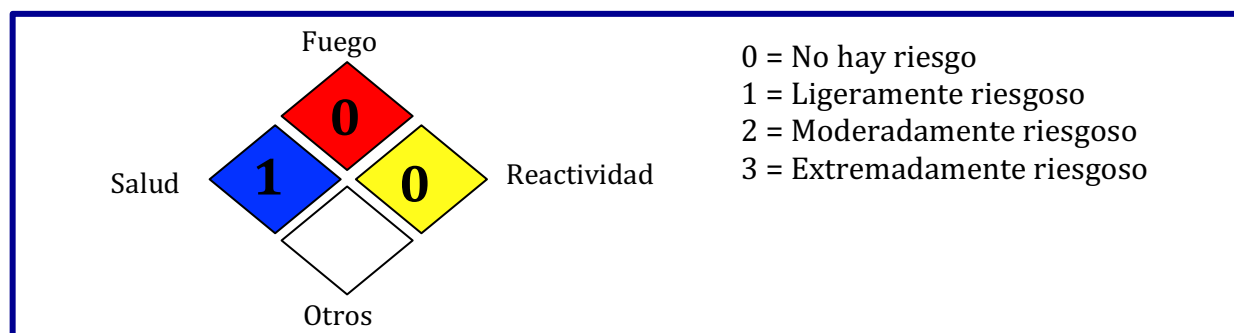 Fuego
0
Salud
1
0
Reactividad
Otros
0 = No hay riesgo
1 = Ligeramente riesgoso
2 = Moderadamente riesgoso
3 = Extremadamente riesgoso